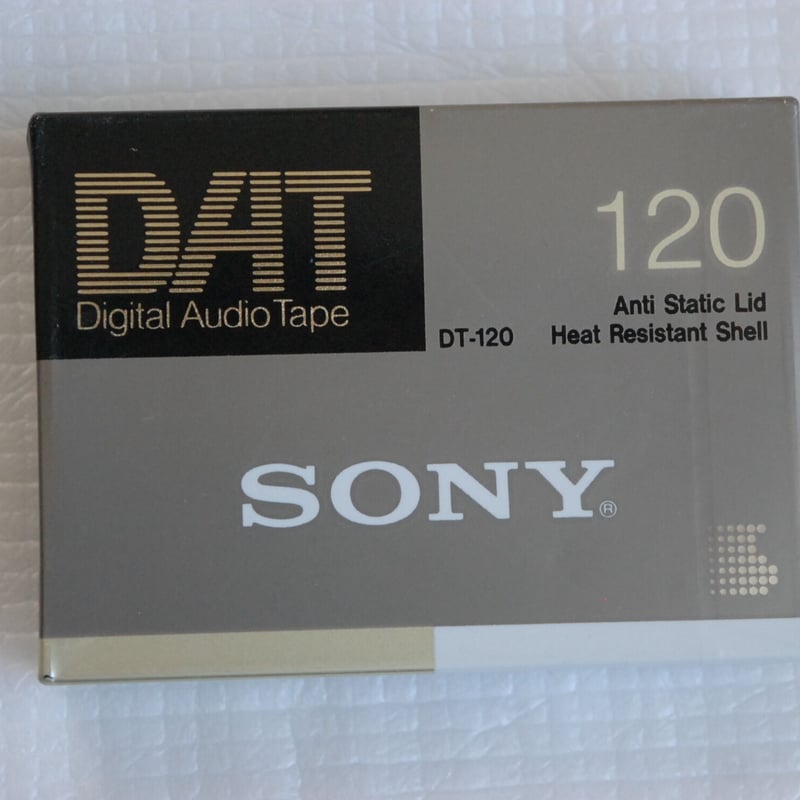 DAT
Digital Audio Tape
120
Anti Static Lid
DT-120 Heat Resistant Shell
SONY®